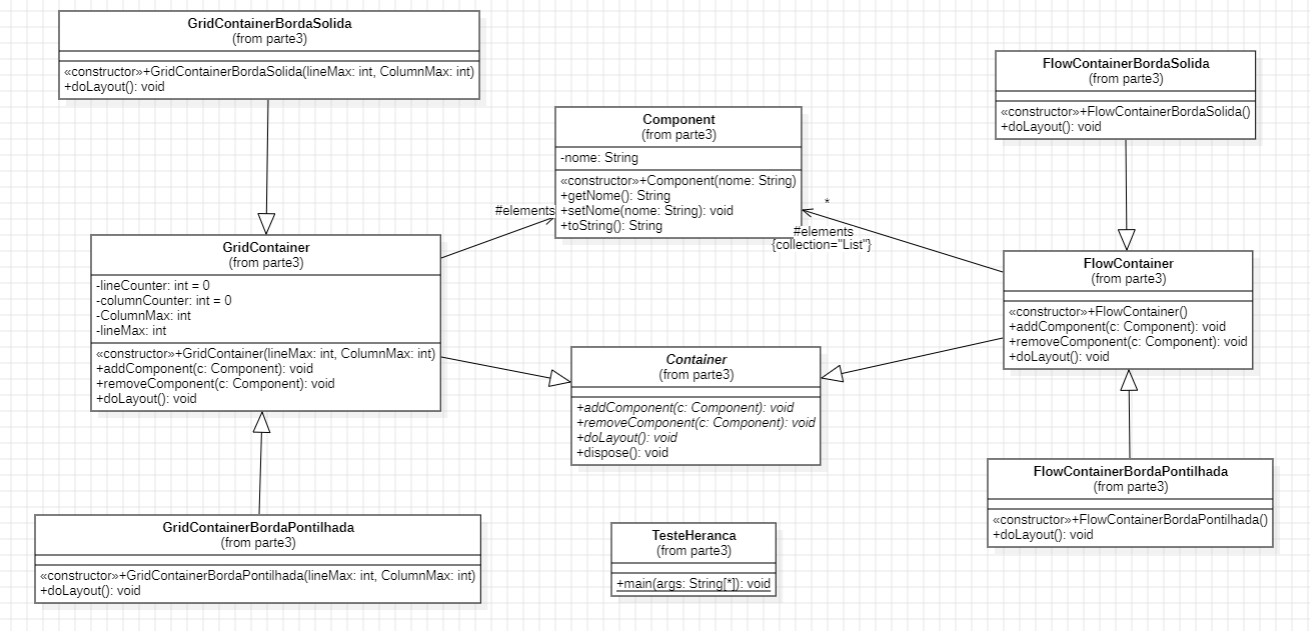 GridContainerBordaSolida
(from parte3)
«constructor»+GridContainerBordaSolida(lineMax: int, ColumnMax: int)
+doLayout(): void
FlowContainerBordaSolida
(from parte3)
«constructor»+FlowContainerBordaSolida()
+doLayout(): void
Component
(from parte3)
-nome: String
«constructor»+Component(nome: String)
+getNome(): String
+setNome(nome: String): void
+toString(): String
#elements
*
#elements
{collection="List"}
GridContainer
(from parte3)
-lineCounter: int = 0
-columnCounter: int = 0
-ColumnMax: int
-lineMax: int
«constructor»+GridContainer(lineMax: int, ColumnMax: int)
+addComponent(c: Component): void
+removeComponent(c: Component): void
+doLayout(): void
FlowContainer
(from parte3)
«constructor»+FlowContainer()
+addComponent(c: Component): void
+removeComponent(c: Component): void
+doLayout(): void
Container
(from parte3)
+addComponent(c: Component): void
+removeComponent(c: Component): void
+doLayout(): void
+dispose(): void
FlowContainerBordaPontilhada
(from parte3)
«constructor»+FlowContainerBordaPontilhada()
+doLayout(): void
GridContainerBordaPontilhada
(from parte3)
«constructor»+GridContainerBordaPontilhada(lineMax: int, ColumnMax: int)
+doLayout(): void
TesteHeranca
(from parte3)
+main(args: String[*]): void